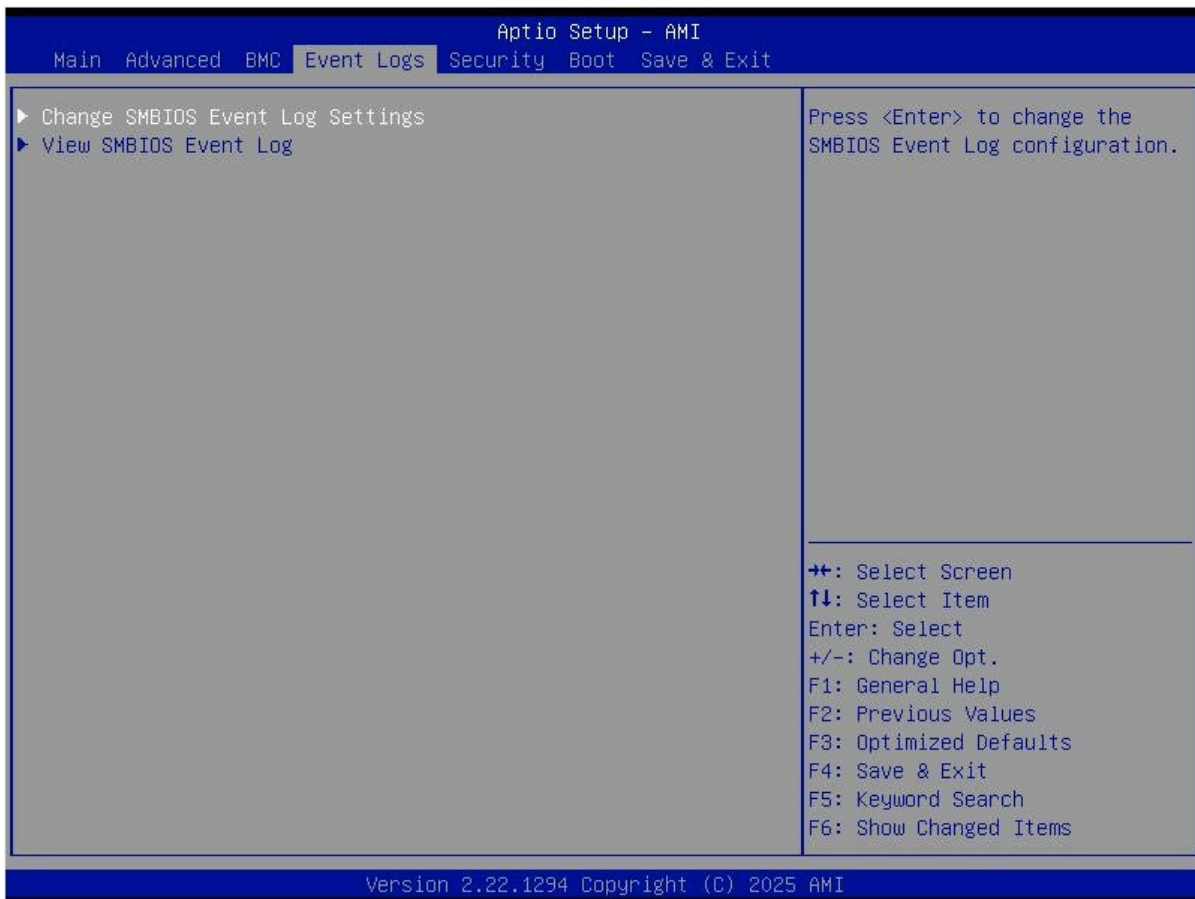 Aptio Setup - AMI
Main Advanced BMC Event Logs Security Boot Save & Exit
Change SMBIOS Event Log Settings
View SMBIOS Event Log
Press <Enter> to change the
SMBIOS Event Log configuration.
→←: Select Screen
↑↓: Select Item
Enter: Select
+/-: Change Opt.
F1: General Help
F2: Previous Values
F3: Optimized Defaults
F4: Save & Exit
F5: Keyword Search
F6: Show Changed Items
Version 2.22.1294 Copyright (C) 2025 AMI